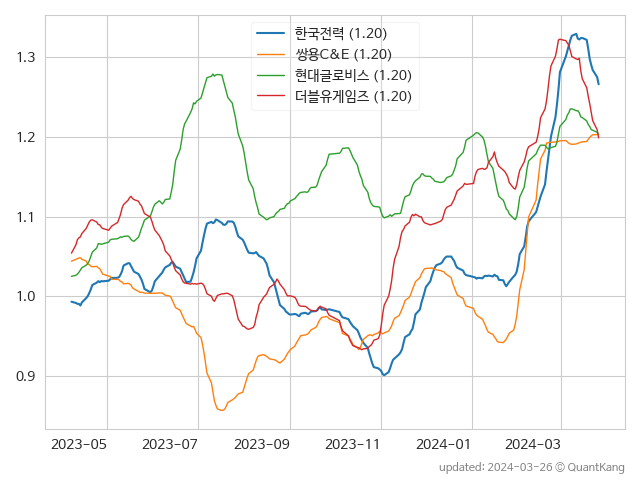 한국전력 (1.20)
쌍용C&E (1.20)
현대글로비스 (1.20)
더블유게임즈 (1.20)
1.3
1.2
1.1
1.0
0.9
2023-05 2023-07 2023-09 2023-11 2024-01 2024-03
updated: 2024-03-26 © QuantKang